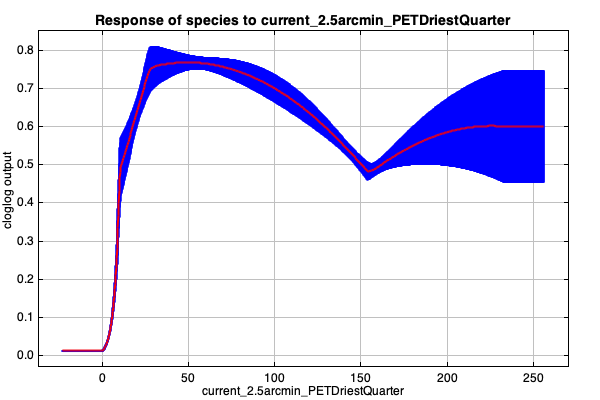 Response of species to current_2.5arcmin_PETDriestQuarter
cloglog output
0.8
0.7
0.6
0.5
0.4
0.3
0.2
0.1
0.0
0 50 100 150 200 250
current_2.5arcmin_PETDriestQuarter